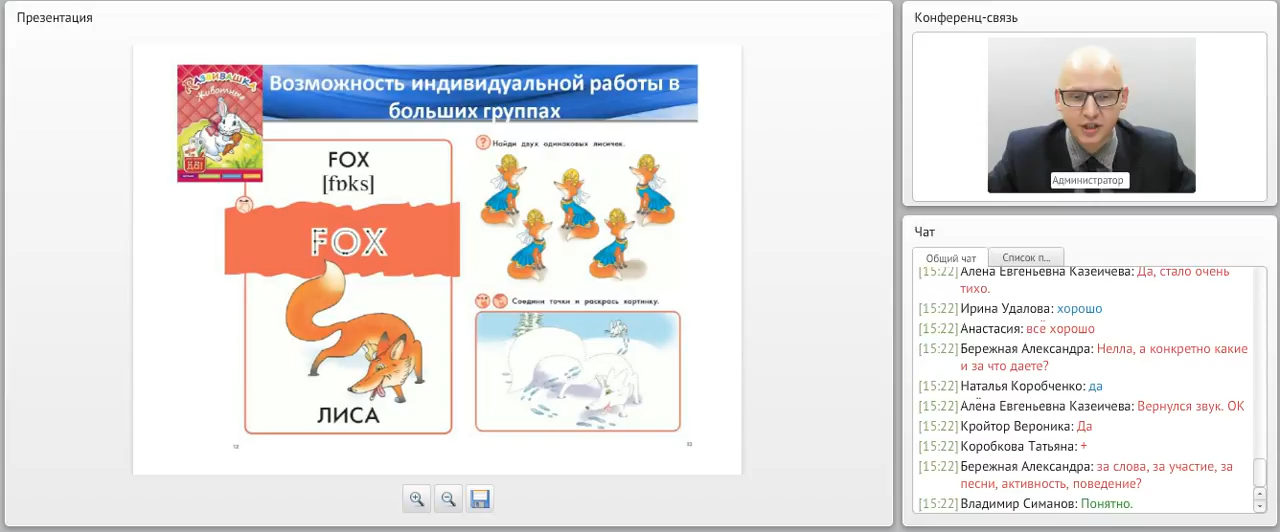 Презентация
РАЗВИВАШКА
Животные
Возможность индивидуальной работы в
больших группах
FOX
[fɒks]
FOX
ЛИСА
12
? Найди двух одинаковых лисичек.
Соедини точки и раскрась картинку.
13
Конференц-связь
Администратор
Чат
Общий чат
Список п...
[15:22] Алёна Евгеньевна Казеичева: Да, стало очень
тихо.
[15:22] Ирина Удалова: хорошо
[15:22] Анастасия: всё хорошо
[15:22] Бережная Александра: Нелла, а конкретно какие
и за что даете?
[15:22] Наталья Коробченко: да
[15:22] Алёна Евгеньевна Казеичева: Вернулся звук. ОК
[15:22] Кройтор Вероника: Да
[15:22] Коробкова Татьяна: +
[15:22] Бережная Александра: за слова, за участие, за
песни, активность, поведение?
[15:22] Владимир Симанов: Понятно.